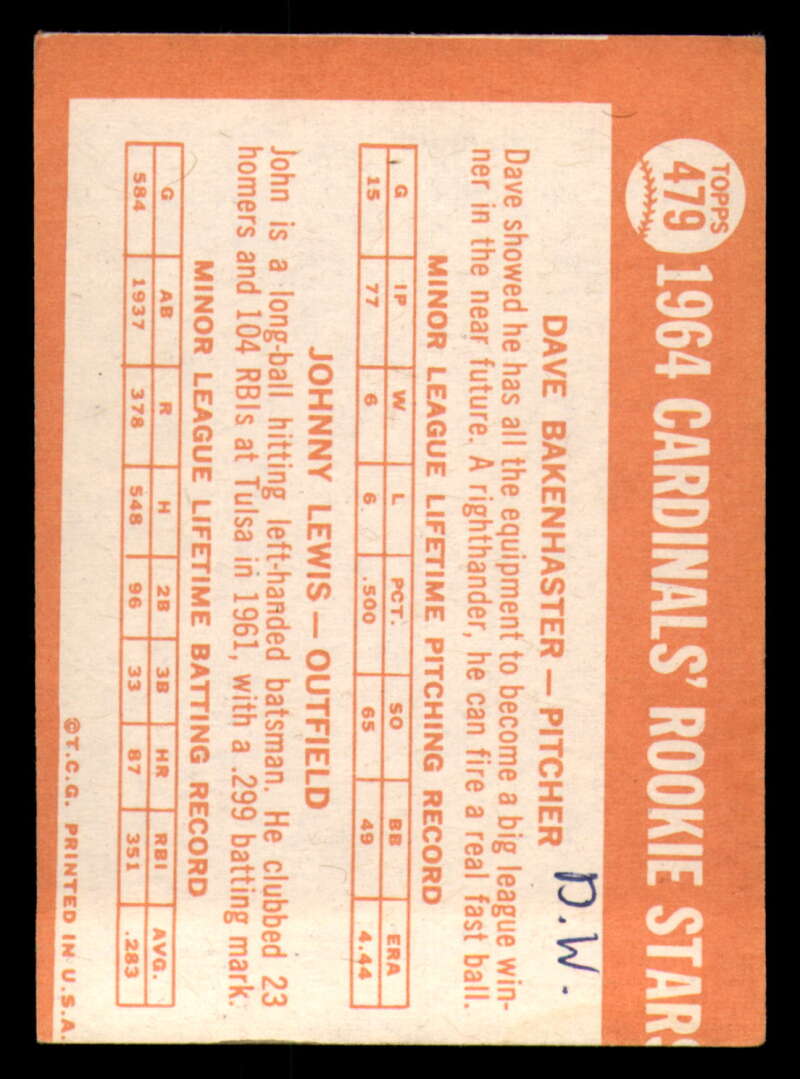 TOPPS
479
1964 CARDINALS' ROOKIE STARS
DAVE BAKENHASTER — PITCHER
D.W.
Dave showed he has all the equipment to become a big league win-
ner in the near future. A righthander, he can fire a real fast ball.
MINOR LEAGUE LIFETIME PITCHING RECORD
G IP W L PCT. SO BB ERA
15 77 6 6 .500 65 49 4.44
JOHNNY LEWIS — OUTFIELD
John is a long-ball hitting left-handed batsman. He clubbed 23
homers and 104 RBIs at Tulsa in 1961, with a .299 batting mark.
MINOR LEAGUE LIFETIME BATTING RECORD
G AB R H 2B 3B HR RBI AVG.
584 1937 378 548 96 33 87 351 .283
©T.C.G. PRINTED IN U.S.A.